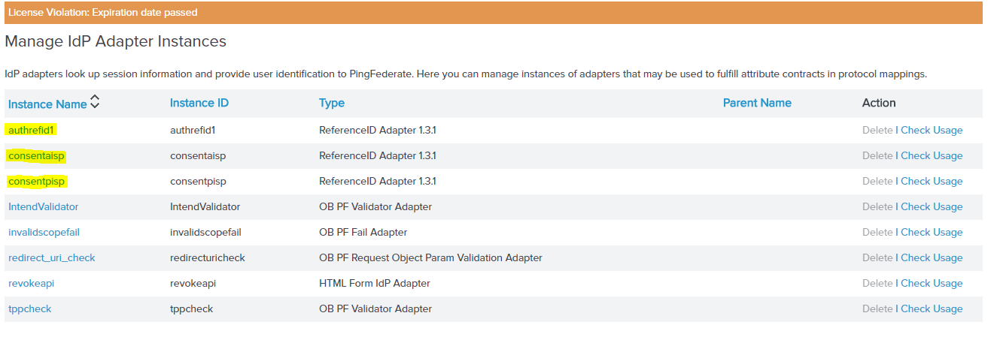 License Violation: Expiration date passed
Manage IdP Adapter Instances
IdP adapters look up session information and provide user identification to PingFederate. Here you can manage instances of adapters that may be used to fulfill attribute contracts in protocol mappings.
Instance Name Instance ID Type Parent Name Action
authrefid1 authrefid1 ReferenceID Adapter 1.3.1 Delete | Check Usage
consentaisp consentaisp ReferenceID Adapter 1.3.1 Delete | Check Usage
consentpisp consentpisp ReferenceID Adapter 1.3.1 Delete | Check Usage
IntendValidator IntendValidator OB PF Validator Adapter Delete | Check Usage
invalidscopefail invalidscopefail OB PF Fail Adapter Delete | Check Usage
redirect_uri_check redirecturicheck OB PF Request Object Param Validation Adapter Delete | Check Usage
revokeapi revokeapi HTML Form IdP Adapter Delete | Check Usage
tppcheck tppcheck OB PF Validator Adapter Delete | Check Usage